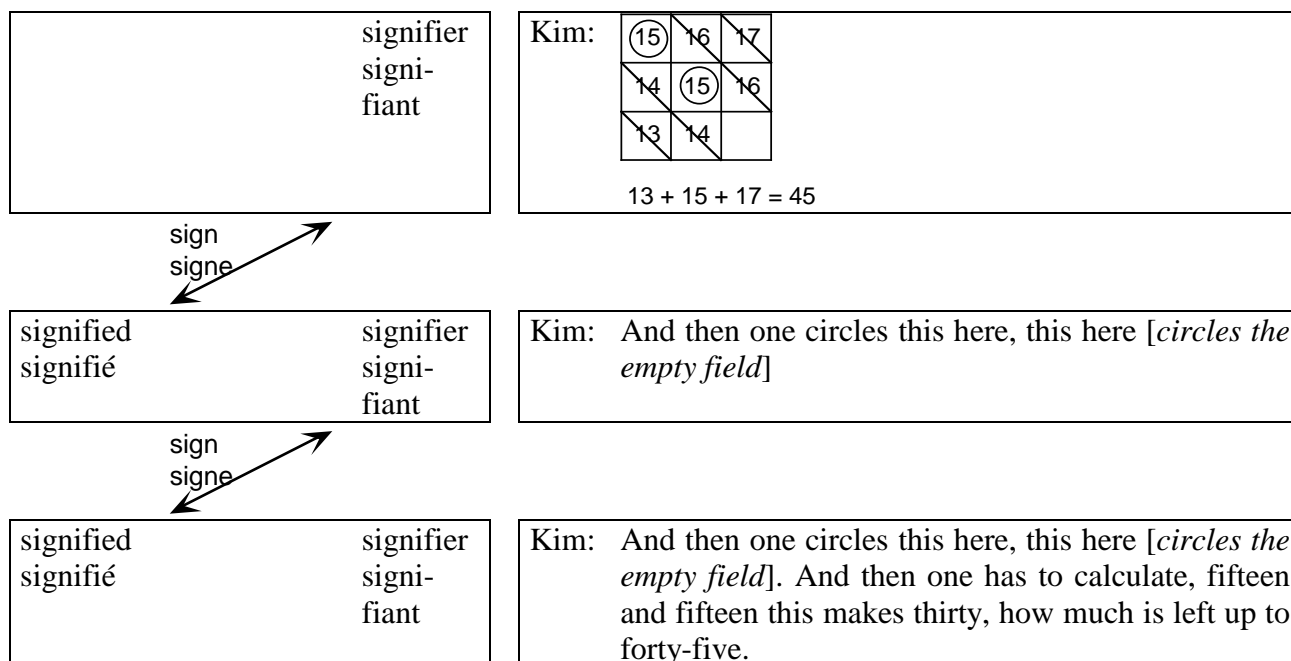 signifier
signi-
fiant
Kim:
15 16 17
14 15 16
13 14
13 + 15 + 17 = 45
sign
signe
signified signifier
signifié signi-
fiant
Kim: And then one circles this here, this here [circles the
empty field]
sign
signe
signified signifier
signifié signi-
fiant
Kim: And then one circles this here, this here [circles the
empty field]. And then one has to calculate, fifteen
and fifteen this makes thirty, how much is left up to
forty-five.